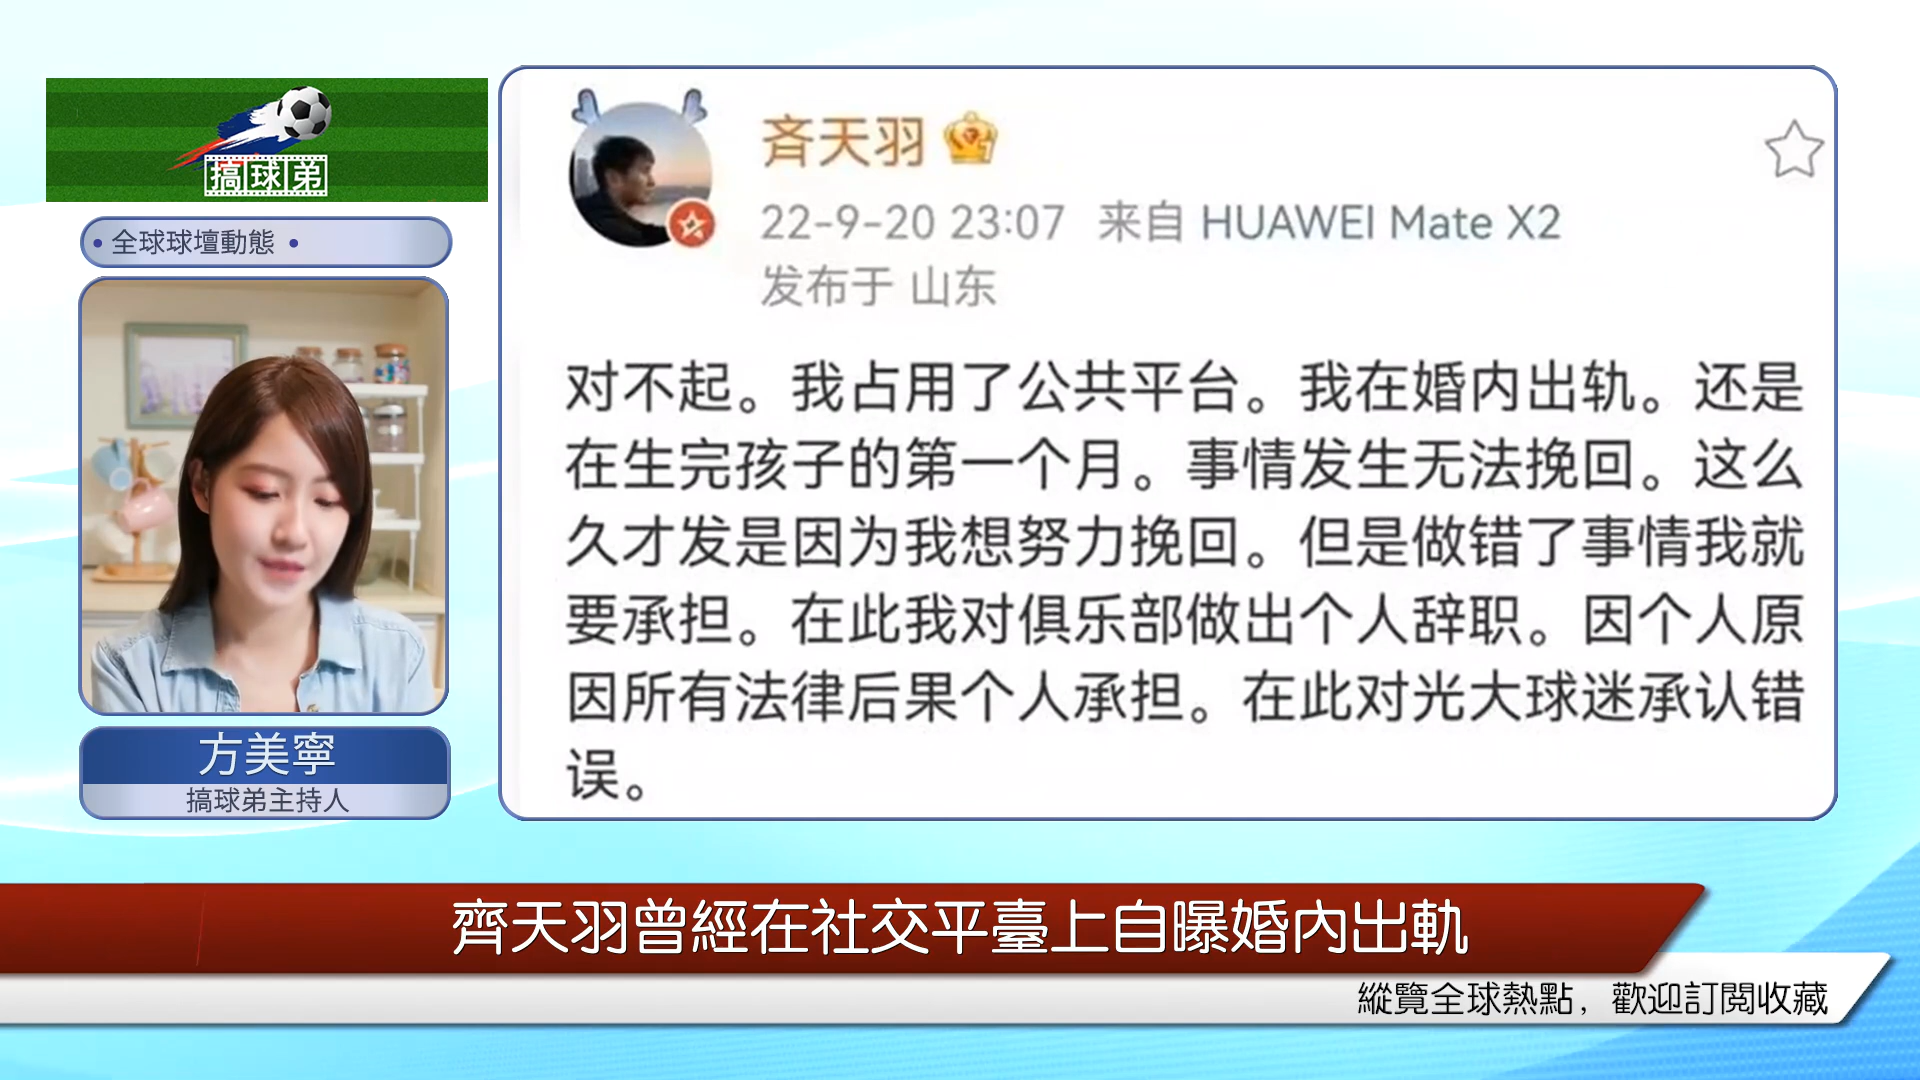 搞球弟
• 全球球壇動態 •
方美寧
搞球弟主持人
斉天羽
22-9-20 23:07 来自 HUAWEI Mate X2
发布于 山东
对不起。我占用了公共平台。我在婚内出轨。还是
在生完孩子的第一个月。事情发生无法挽回。这么
久才发是因为我想努力挽回。但是做错了事情我就
要承担。在此我对俱乐部做出个人辞职。因个人原
因所有法律后果个人承担。在此对光大球迷承认错
误。
齊天羽曾經在社交平臺上自曝婚內出軌
縱覽全球熱點，歡迎訂閱收藏